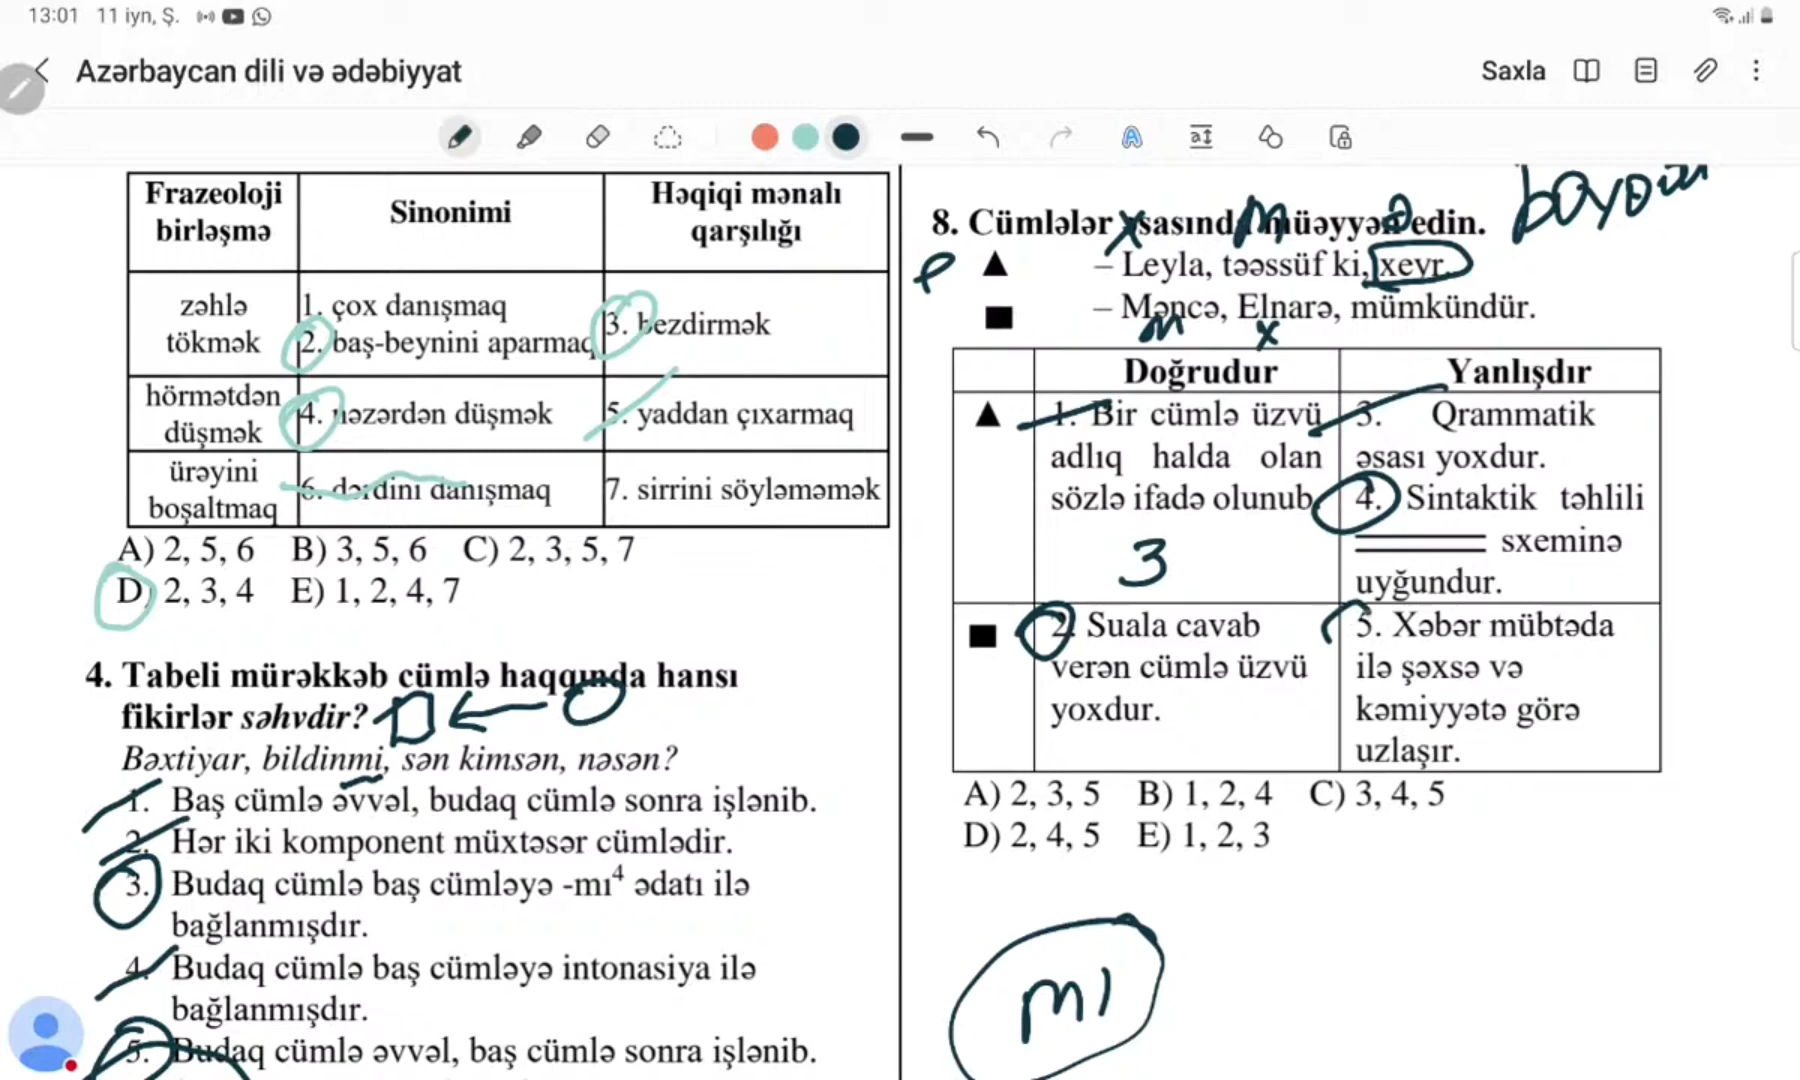 13:01 11 iyn, Ş.
Azərbaycan dili və ədəbiyyat
Saxla
Frazeoloji birləşmə
Sinonimi
Həqiqi mənalı qarşılığı
zəhlə tökmək
1. çox danışmaq
2. baş-beynini aparmaq
3. bezdirmək
hörmətdən düşmək
4. nəzərdən düşmək
5. yaddan çıxarmaq
ürəyini boşaltmaq
6. dərdini danışmaq
7. sirrini söyləməmək
A) 2, 5, 6 B) 3, 5, 6 C) 2, 3, 5, 7
D) 2, 3, 4 E) 1, 2, 4, 7
4. Tabeli mürəkkəb cümlə haqqında hansı
fikirlər səhvdir?
Bəxtiyar, bildinmi, sən kimsən, nəsən?
1. Baş cümlə əvvəl, budaq cümlə sonra işlənib.
2. Hər iki komponent müxtəsər cümlədir.
3. Budaq cümlə baş cümləyə -mı⁴ ədatı ilə
bağlanmışdır.
4. Budaq cümlə baş cümləyə intonasiya ilə
bağlanmışdır.
5. Budaq cümlə əvvəl, baş cümlə sonra işlənib.
8. Cümlələr əsasında müəyyən edin.
x m ə
p
– Leyla, təəssüf ki, xeyr.
– Məncə, Elnarə, mümkündür.
m x
Doğrudur
Yanlışdır
1. Bir cümlə üzvü
adlıq halda olan
sözlə ifadə olunub.
3
3. Qrammatik
əsası yoxdur.
4. Sintaktik təhlili
sxeminə
uyğundur.
2. Suala cavab
verən cümlə üzvü
yoxdur.
5. Xəbər mübtəda
ilə şəxsə və
kəmiyyətə görə
uzlaşır.
A) 2, 3, 5 B) 1, 2, 4 C) 3, 4, 5
D) 2, 4, 5 E) 1, 2, 3
mı